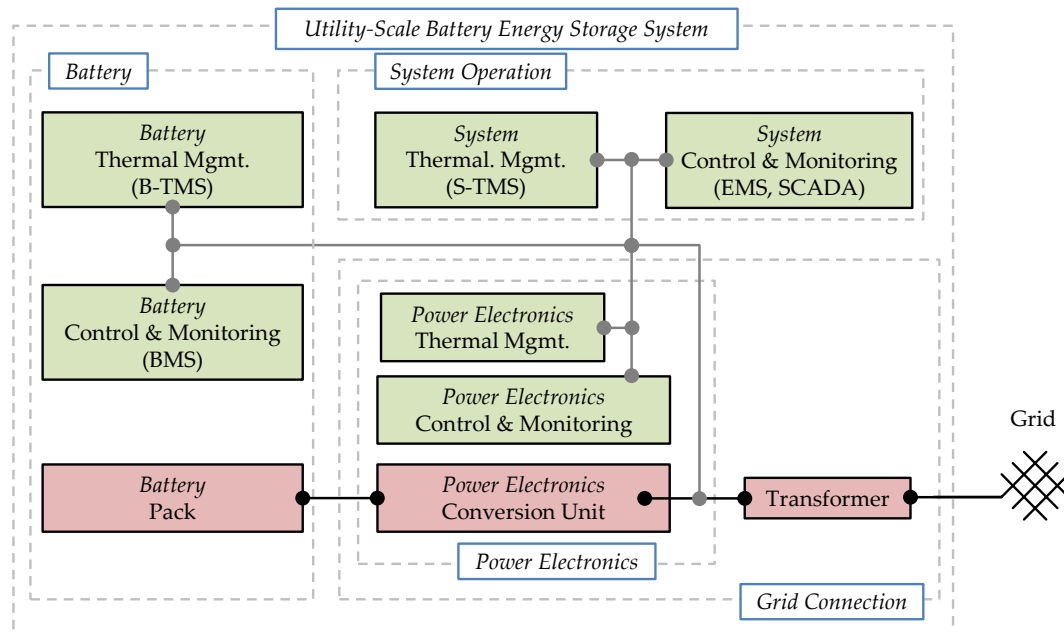 Utility-Scale Battery Energy Storage System
Battery
System Operation
Battery
Thermal Mgmt.
(B-TMS)
System
Thermal. Mgmt.
(S-TMS)
System
Control & Monitoring
(EMS, SCADA)
Battery
Control & Monitoring
(BMS)
Power Electronics
Thermal Mgmt.
Power Electronics
Control & Monitoring
Grid
Battery
Pack
Power Electronics
Conversion Unit
Transformer
Power Electronics
Grid Connection